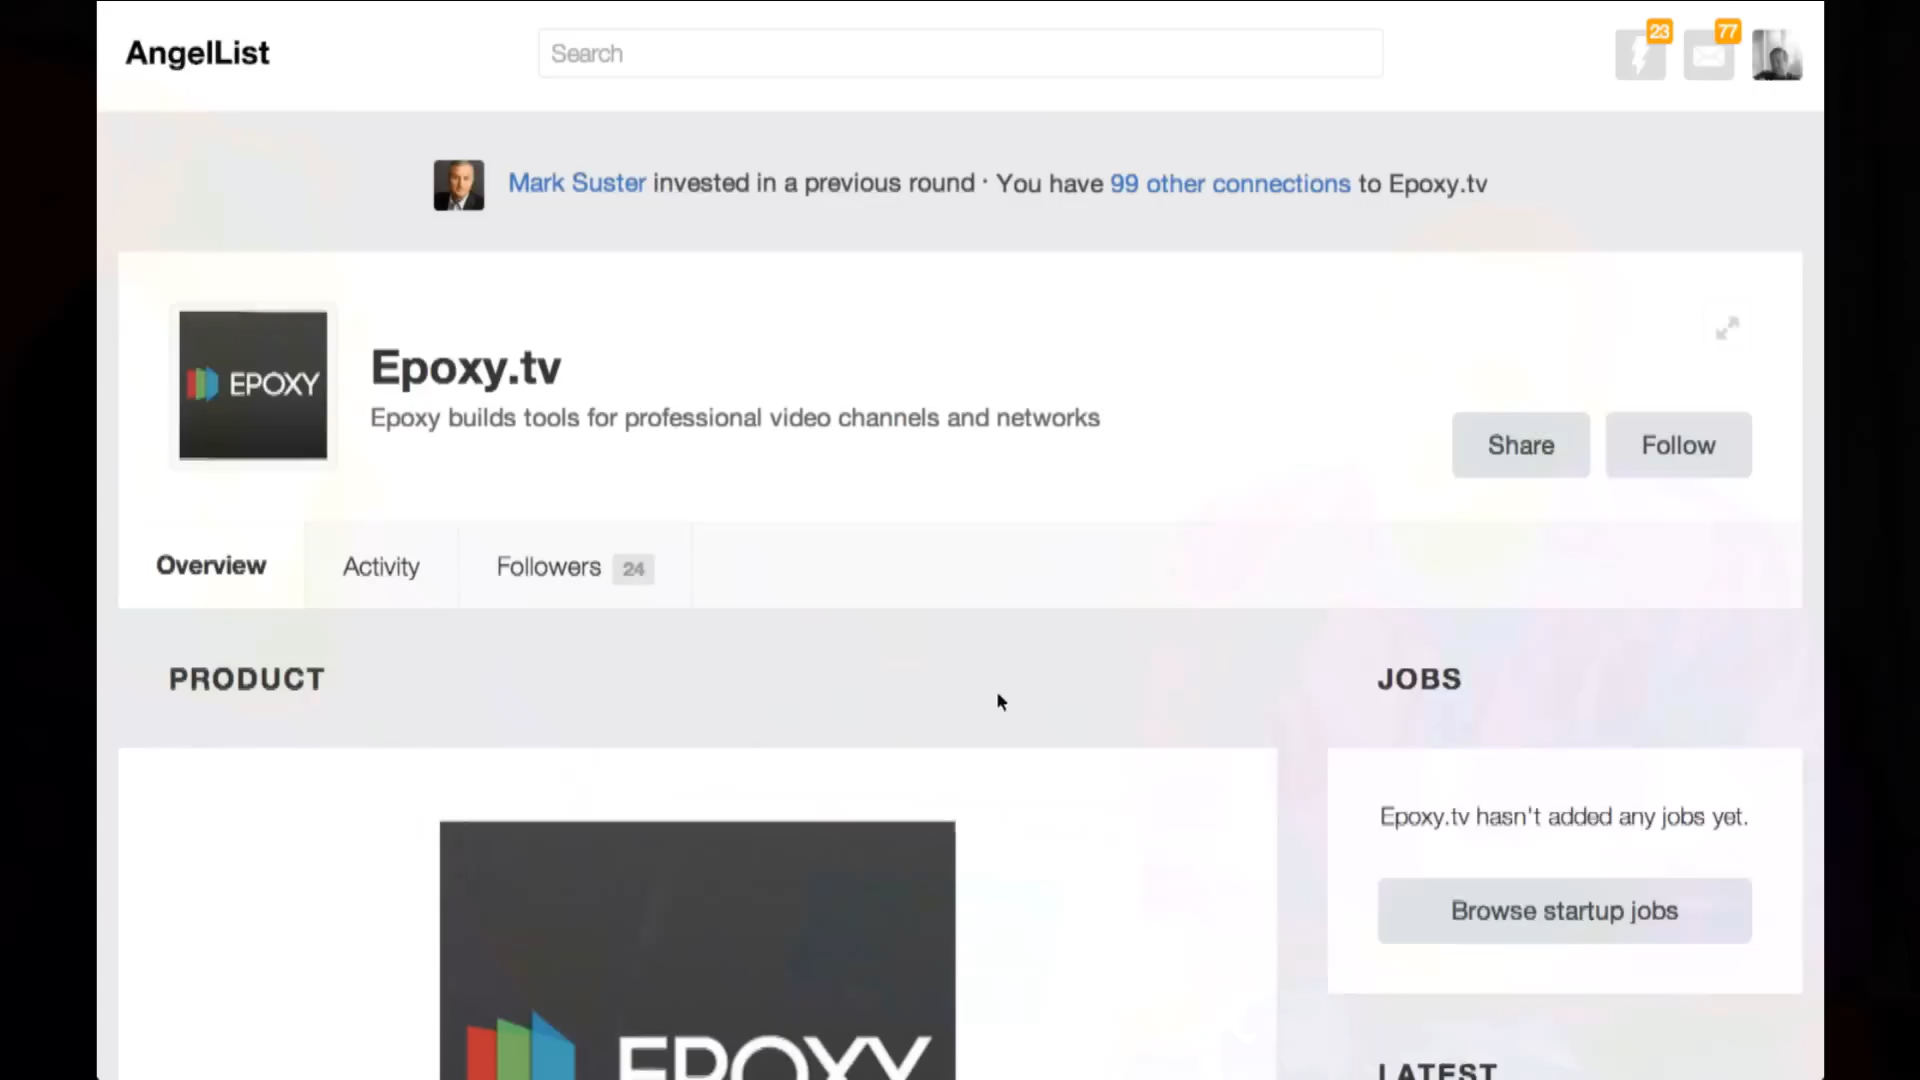 AngelList
Search
23
77
Mark Suster invested in a previous round · You have 99 other connections to Epoxy.tv
EPOXY
Epoxy.tv
Epoxy builds tools for professional video channels and networks
Share
Follow
Overview
Activity
Followers 24
PRODUCT
JOBS
Epoxy.tv hasn't added any jobs yet.
Browse startup jobs
EPOXY
LATEST